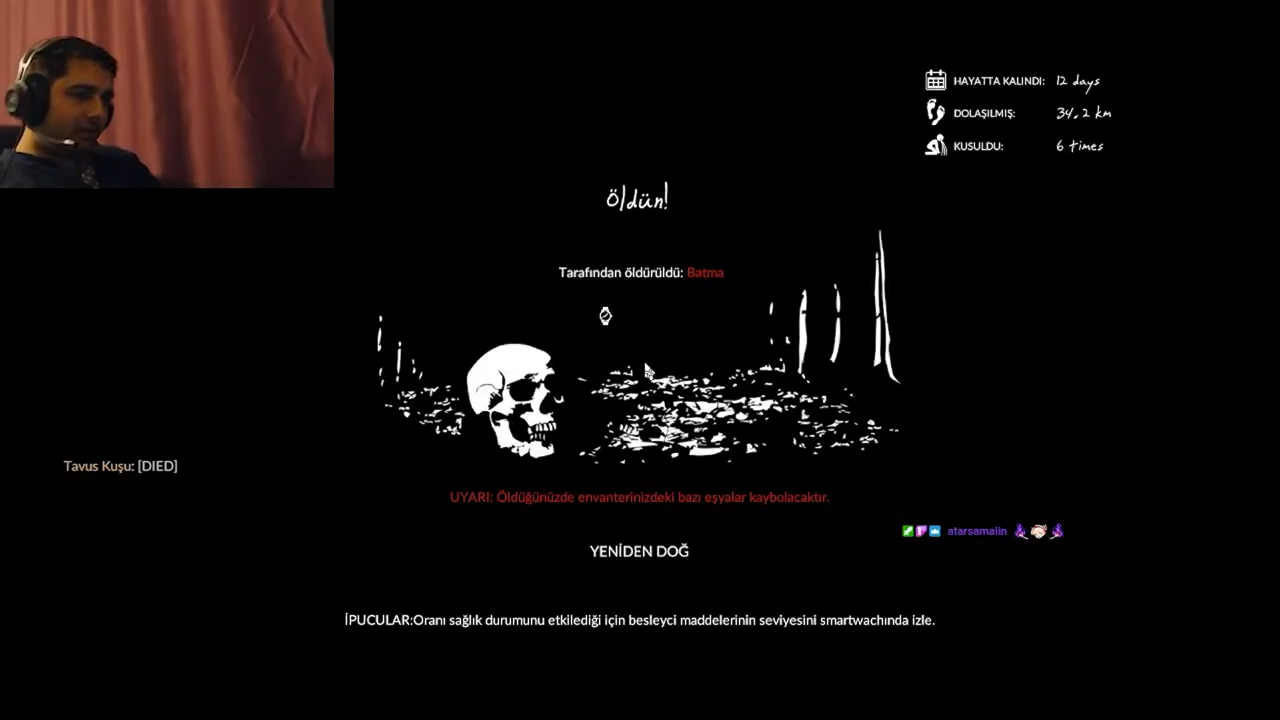 HAYATTA KALINDI: 12 days
DOLAŞILMIŞ: 34.2 km
KUSULDU: 6 times
Öldün!
Tarafından öldürüldü: Batma
Tavus Kuşu: [DIED]
UYARI: Öldüğünüzde envanterinizdeki bazı eşyalar kaybolacaktır.
atarsamaiin
YENİDEN DOĞ
İPUCULAR:Oranı sağlık durumunu etkilediği için besleyci maddelerinin seviyesini smartwachında izle.